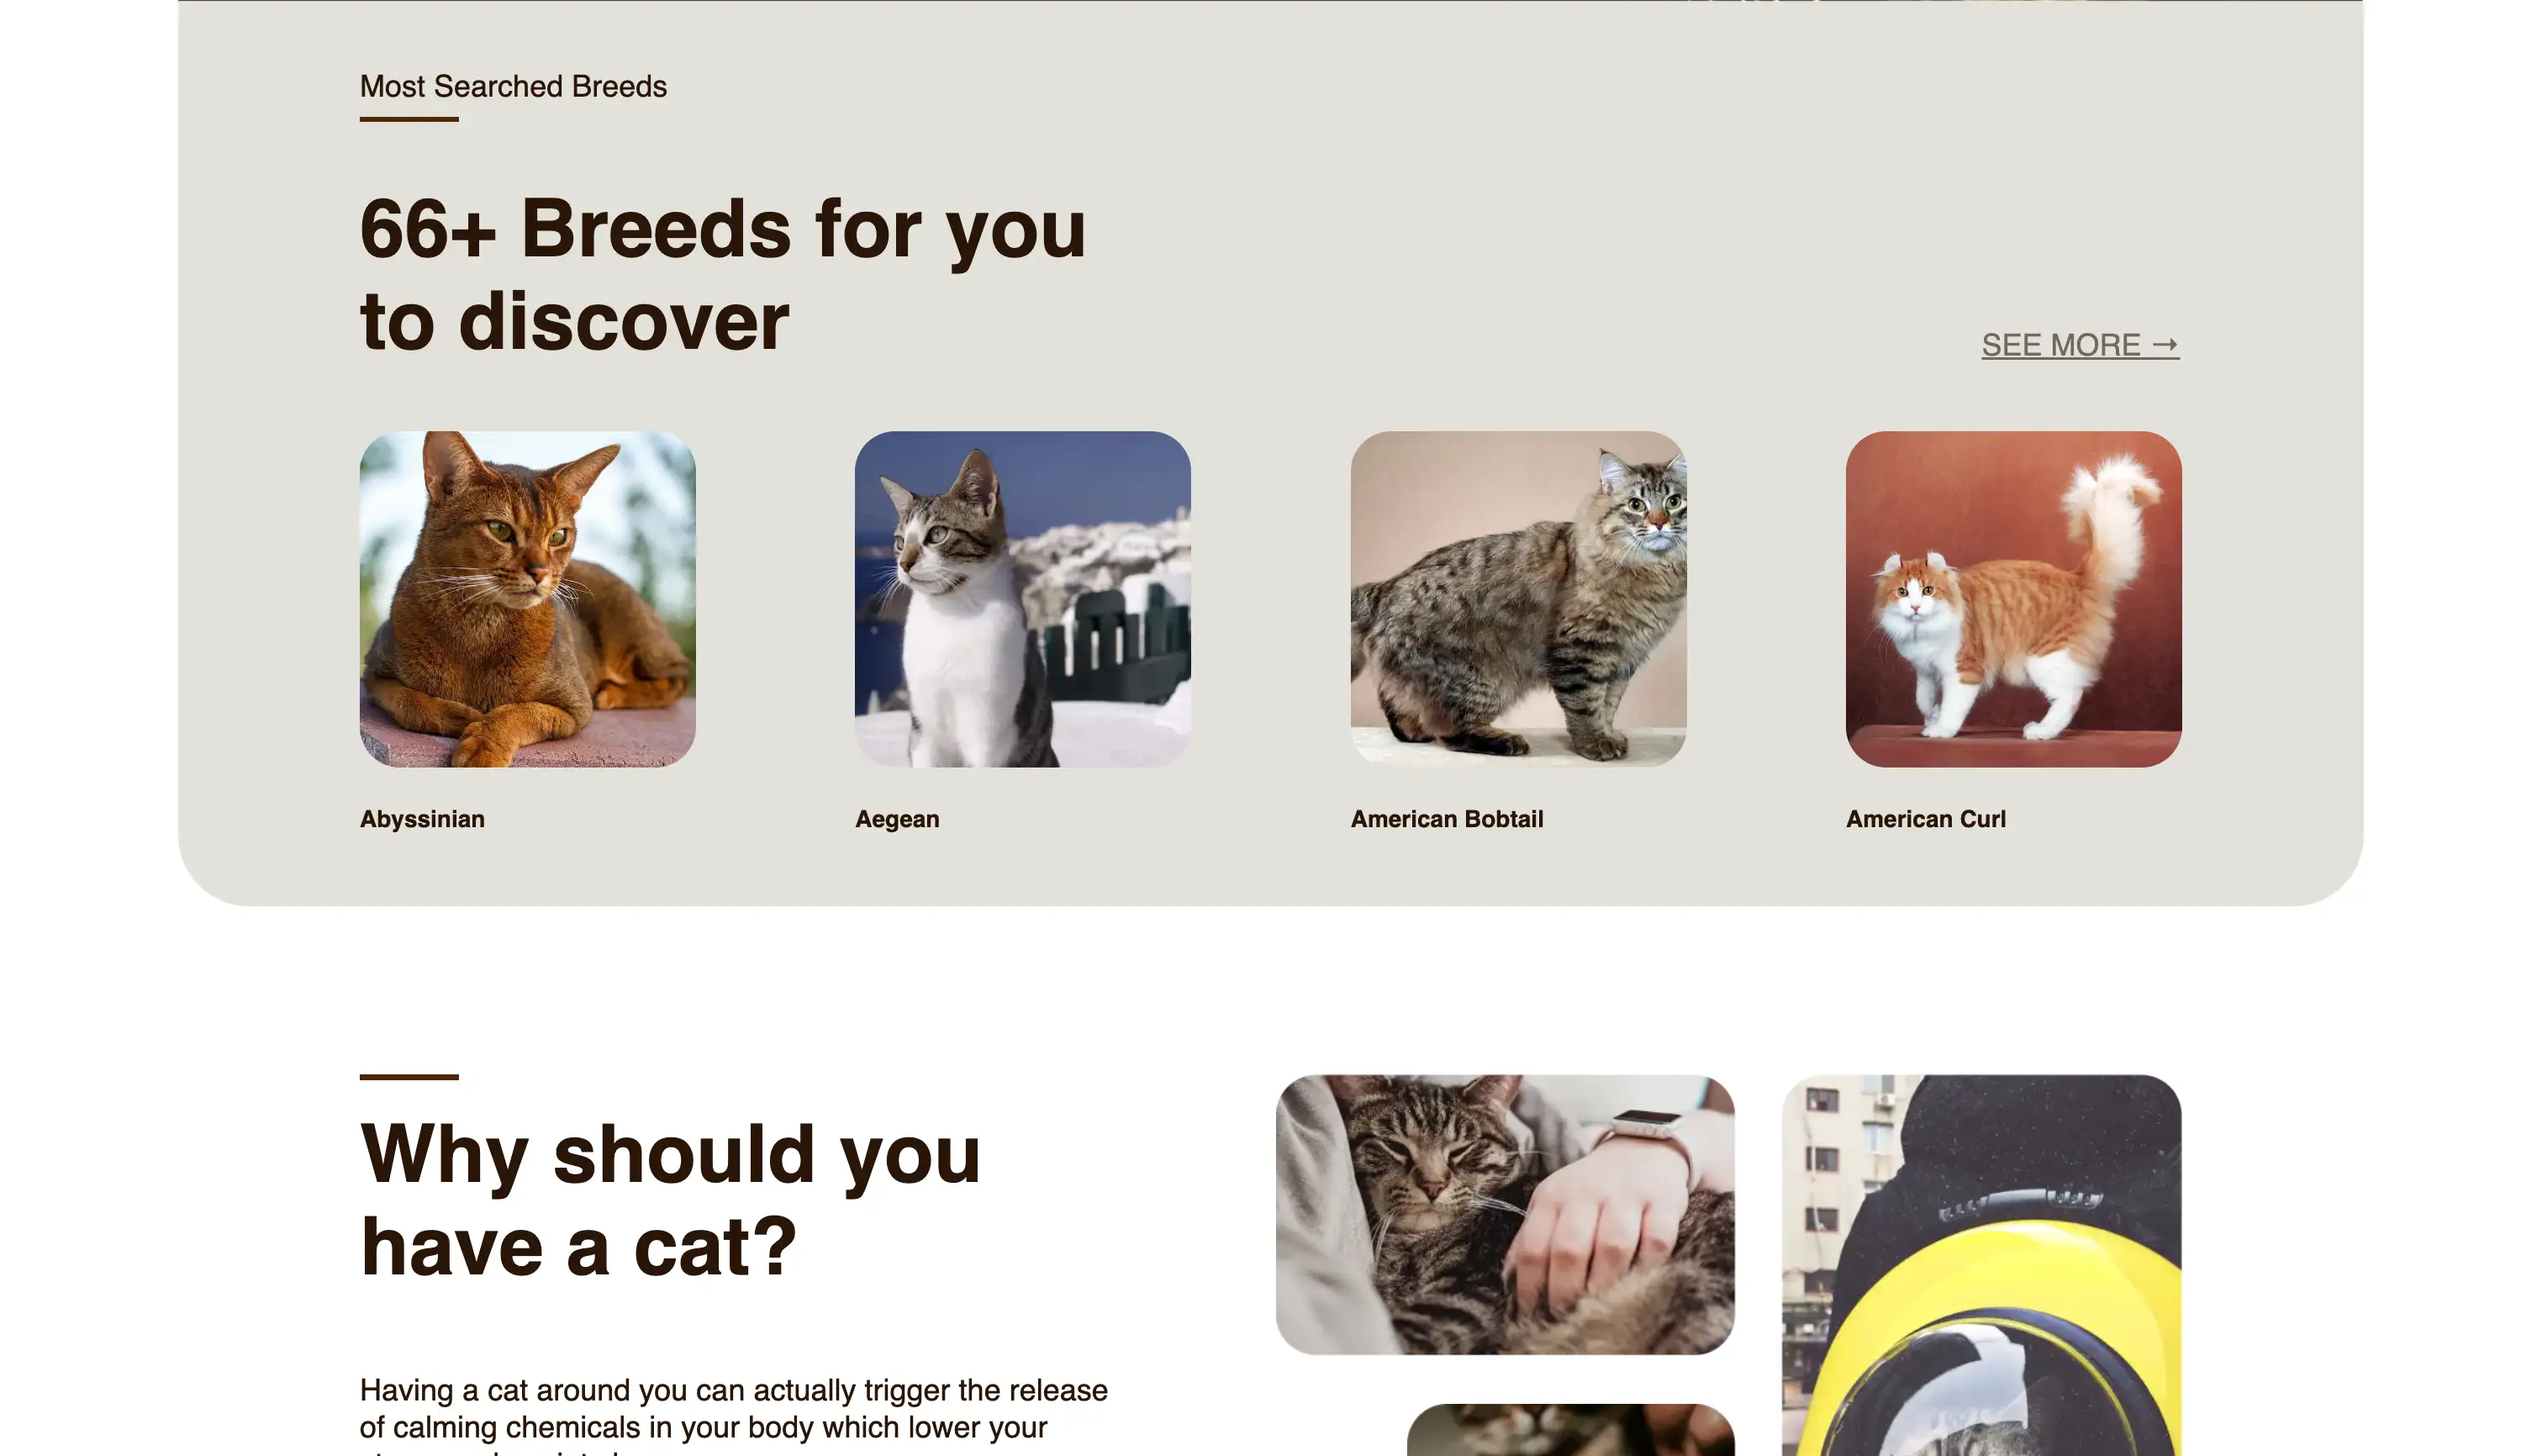 Most Searched Breeds
66+ Breeds for you
to discover
SEE MORE →
Abyssinian
Aegean
American Bobtail
American Curl
Why should you
have a cat?
Having a cat around you can actually trigger the release
of calming chemicals in your body which lower your